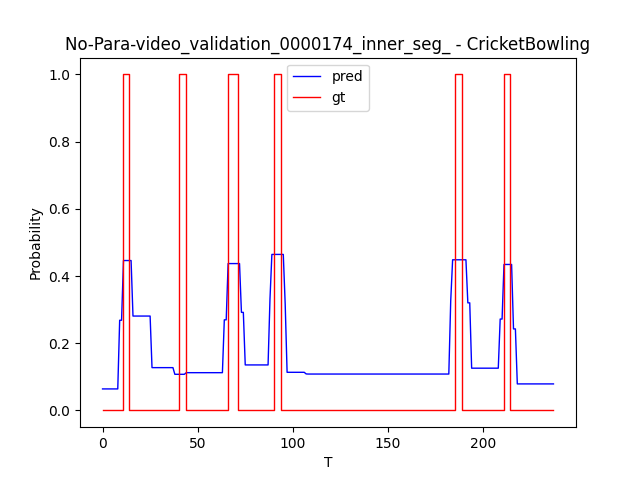 No-Para-video_validation_0000174_inner_seg_ - CricketBowling
pred
gt
1.0
0.8
0.6
0.4
0.2
0.0
Probability
0
50
100
150
200
T